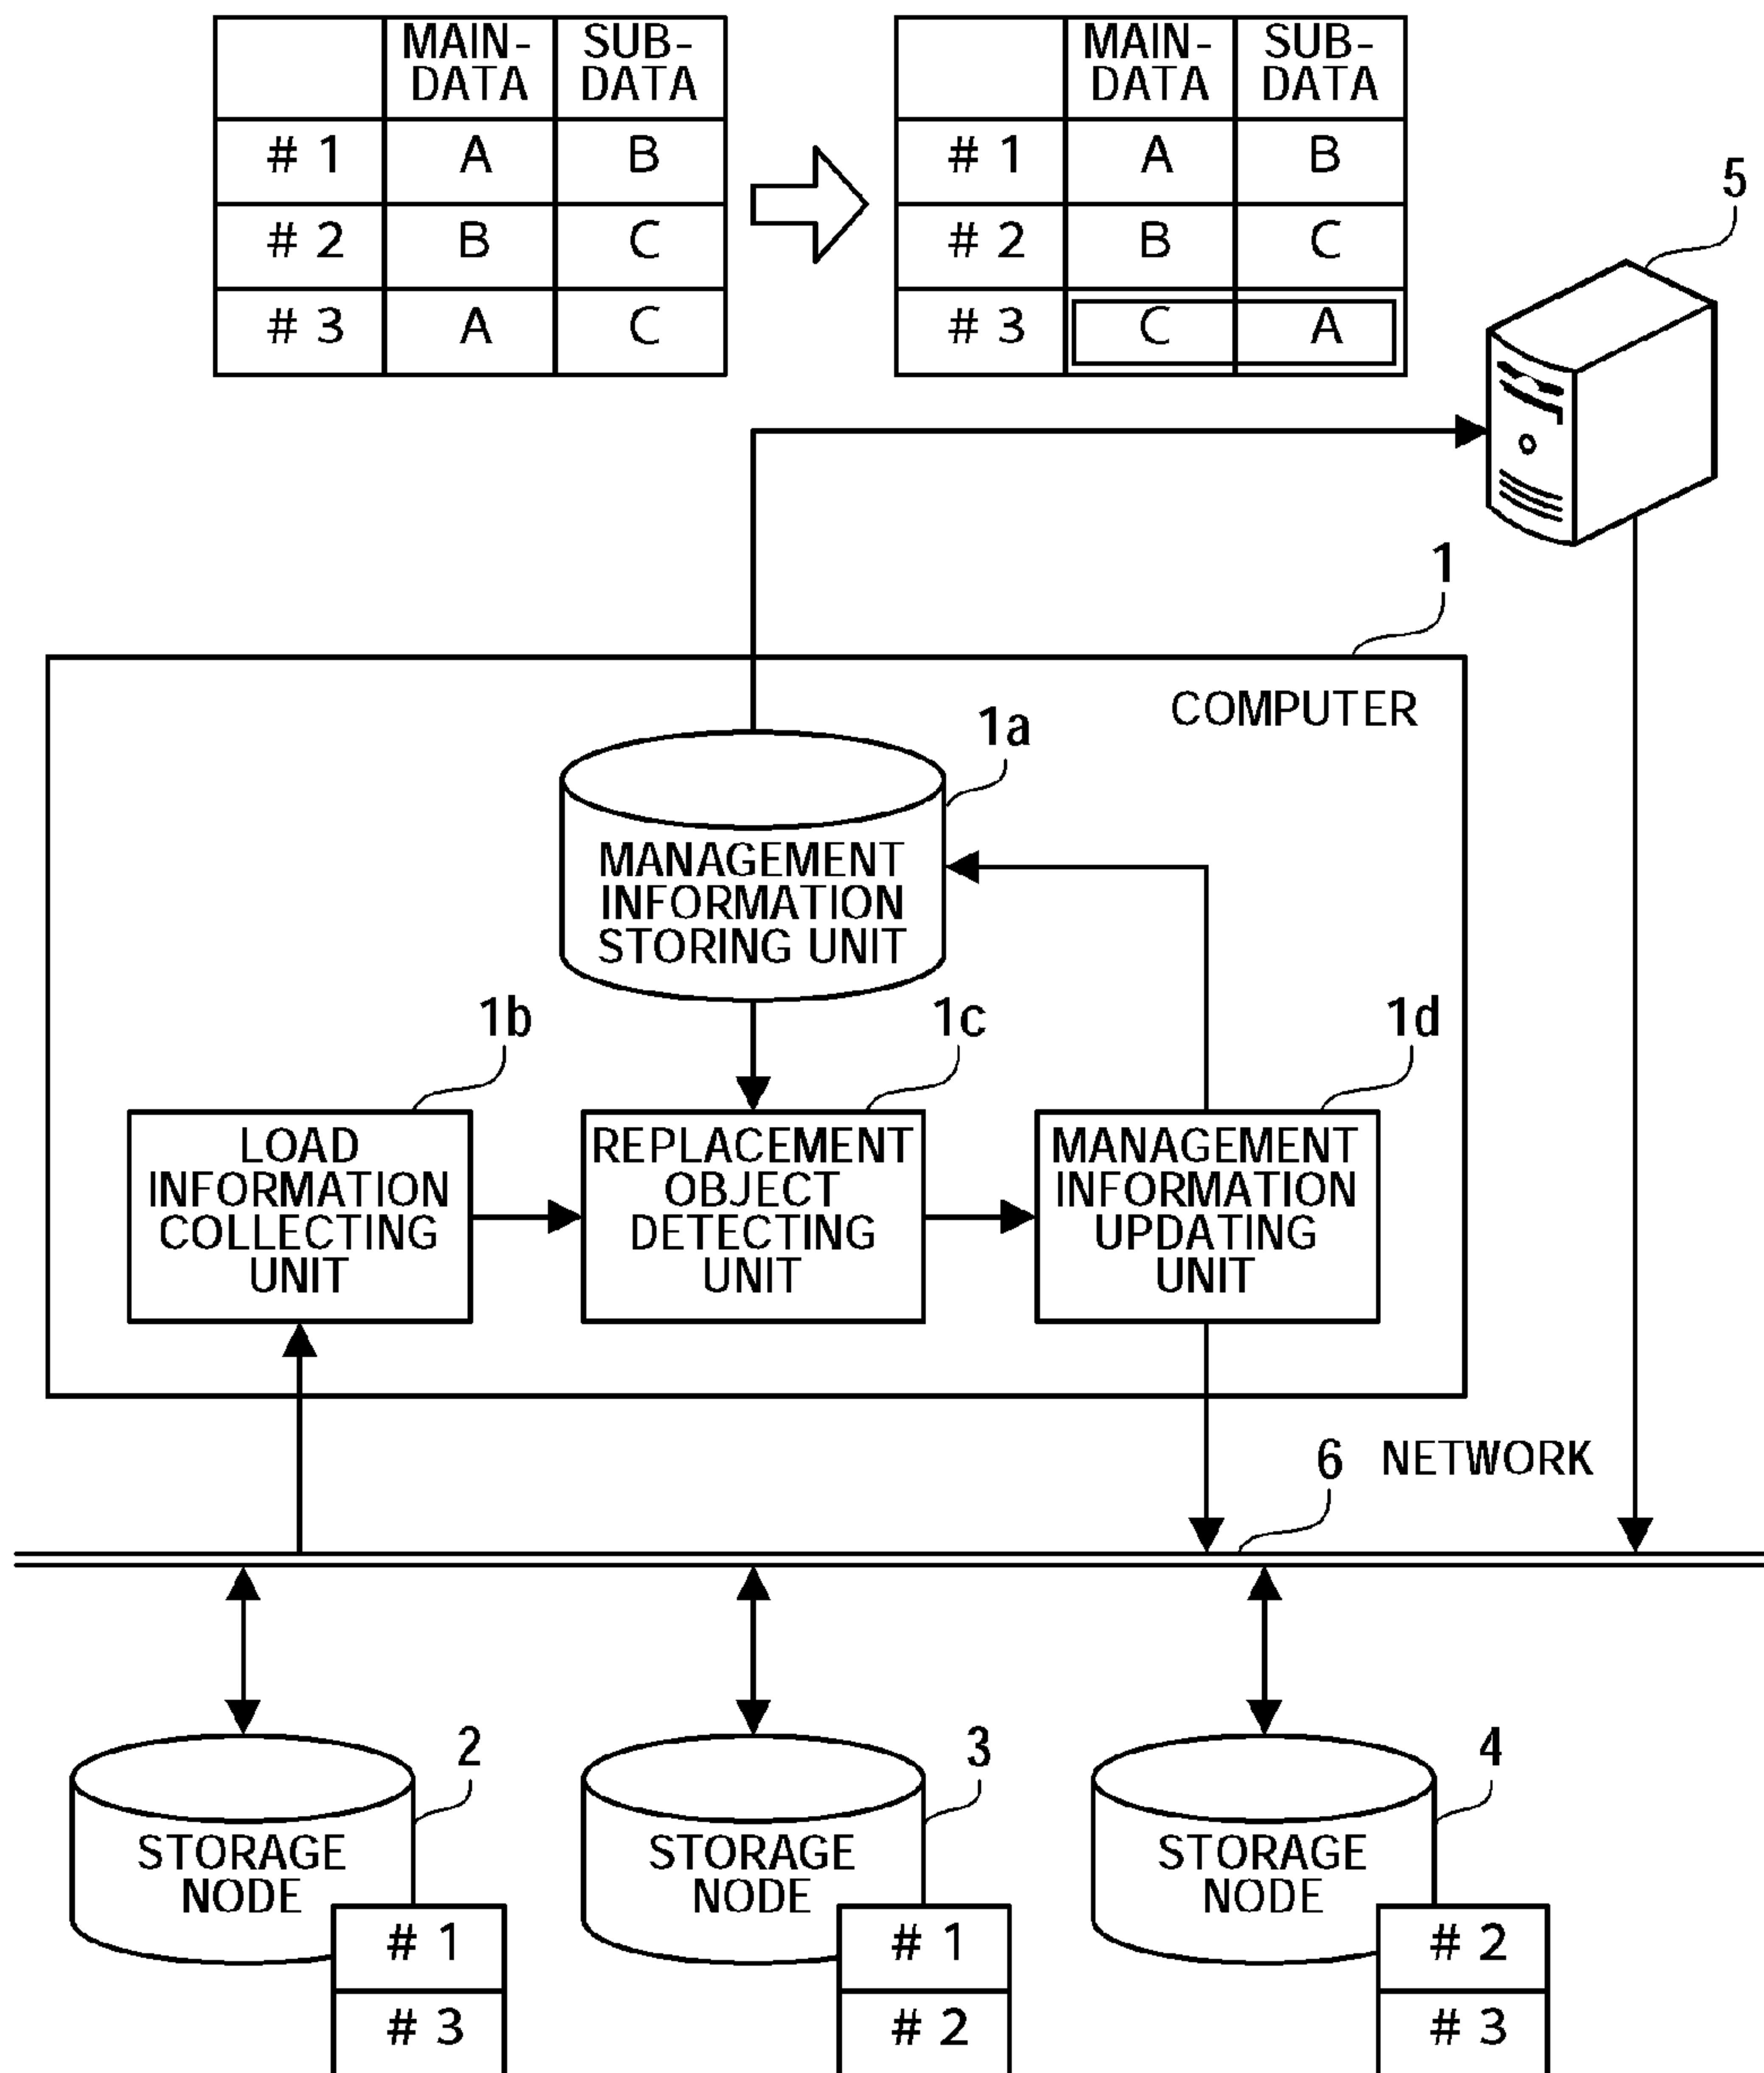 MAIN-
DATA
SUB-
DATA
# 1 A B
# 2 B C
# 3 A C
MAIN-
DATA
SUB-
DATA
# 1 A B
# 2 B C
# 3 C A
5
1
COMPUTER
1a
MANAGEMENT
INFORMATION
STORING UNIT
1b
LOAD
INFORMATION
COLLECTING
UNIT
1c
REPLACEMENT
OBJECT
DETECTING
UNIT
1d
MANAGEMENT
INFORMATION
UPDATING
UNIT
6 NETWORK
2
STORAGE
NODE
# 1
# 3
3
STORAGE
NODE
# 1
# 2
4
STORAGE
NODE
# 2
# 3